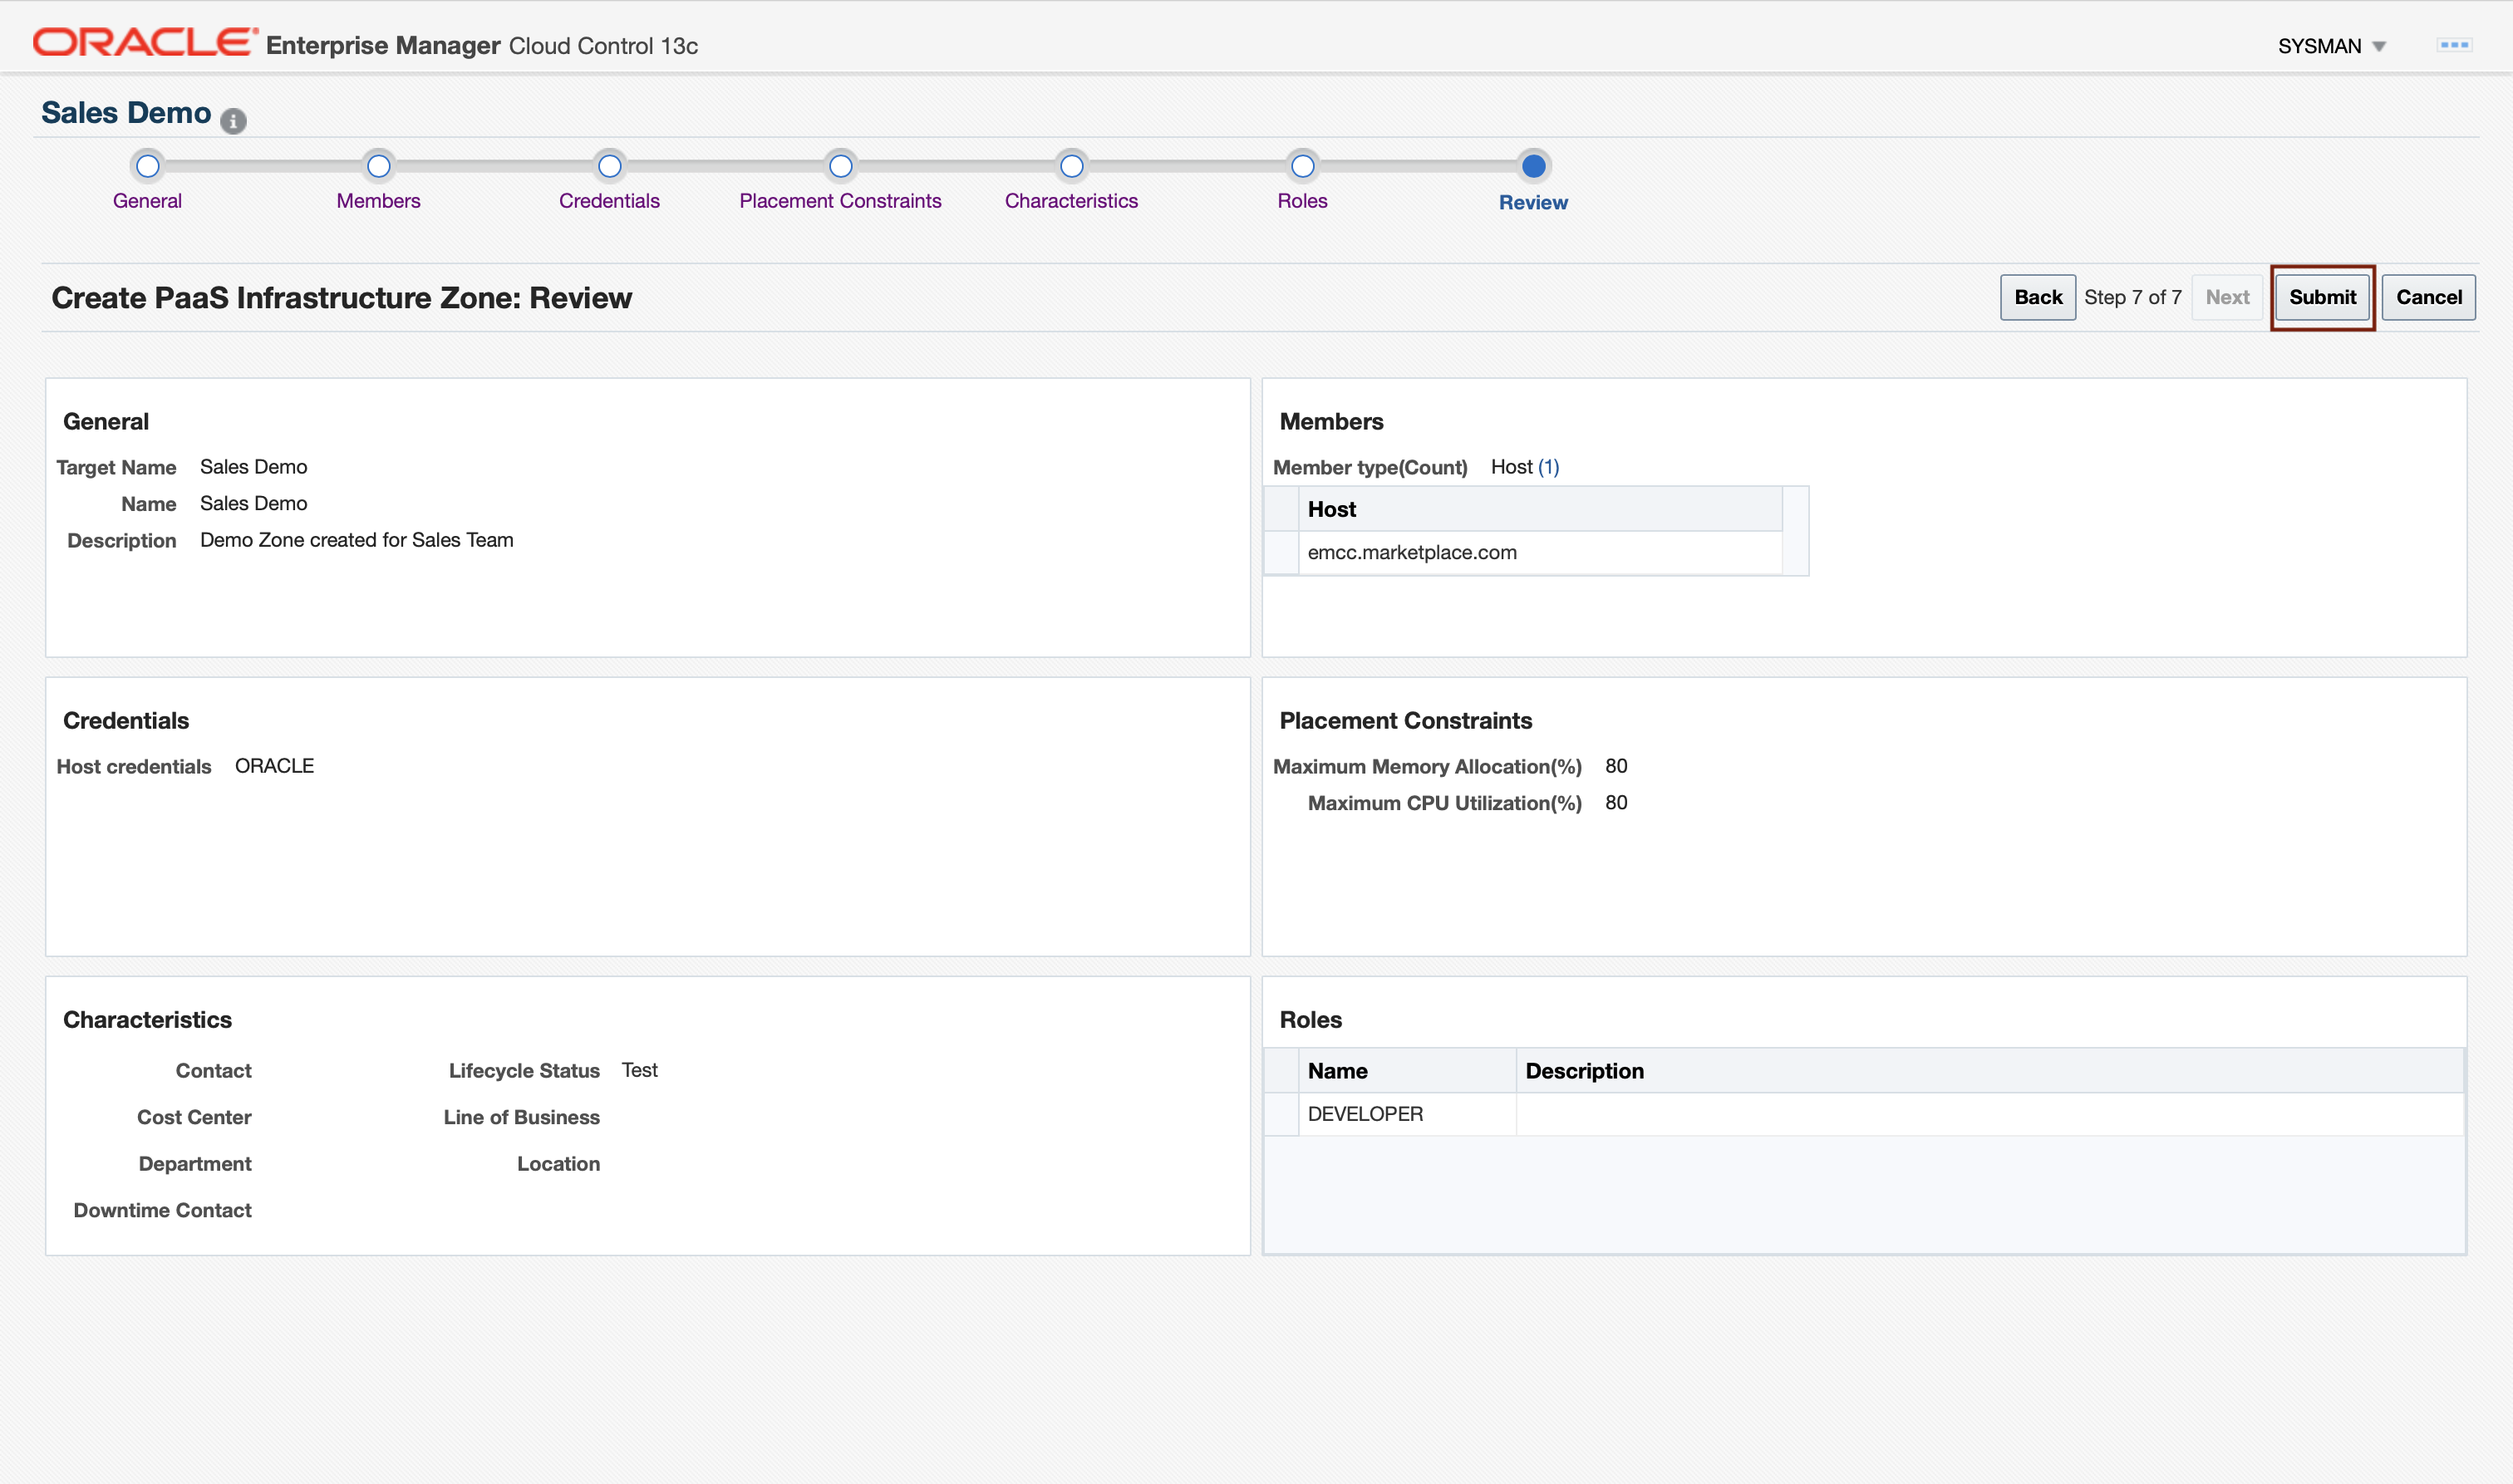 ORACLE Enterprise Manager Cloud Control 13c
SYSMAN
Sales Demo
General
Members
Credentials
Placement Constraints
Characteristics
Roles
Review
Create PaaS Infrastructure Zone: Review
Back Step 7 of 7 Next Submit Cancel
General
Target Name Sales Demo
Name Sales Demo
Description Demo Zone created for Sales Team
Members
Member type(Count) Host (1)
Host
emcc.marketplace.com
Credentials
Host credentials ORACLE
Placement Constraints
Maximum Memory Allocation(%) 80
Maximum CPU Utilization(%) 80
Characteristics
Contact
Cost Center
Department
Downtime Contact
Lifecycle Status Test
Line of Business
Location
Roles
Name Description
DEVELOPER